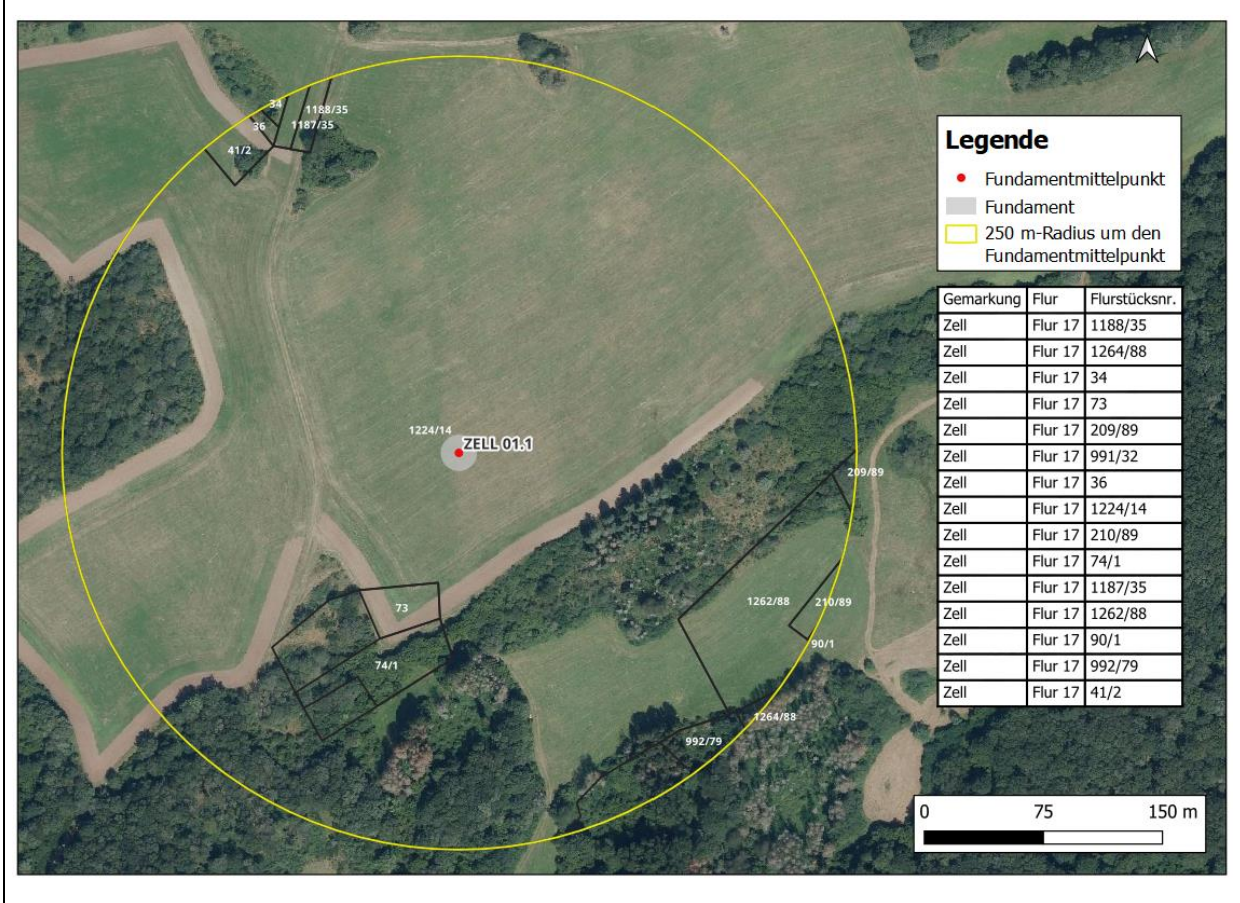 34
1188/35
36
1187/35
41/2
1224/14
ZELL 01.1
209/89
1262/88
210/89
73
90/1
74/1
1264/88
992/79
Legende
Fundamentmittelpunkt
Fundament
250 m-Radius um den
Fundamentmittelpunkt
Gemarkung Flur Flurstücksnr.
Zell Flur 17 1188/35
Zell Flur 17 1264/88
Zell Flur 17 34
Zell Flur 17 73
Zell Flur 17 209/89
Zell Flur 17 991/32
Zell Flur 17 36
Zell Flur 17 1224/14
Zell Flur 17 210/89
Zell Flur 17 74/1
Zell Flur 17 1187/35
Zell Flur 17 1262/88
Zell Flur 17 90/1
Zell Flur 17 992/79
Zell Flur 17 41/2
0 75 150 m